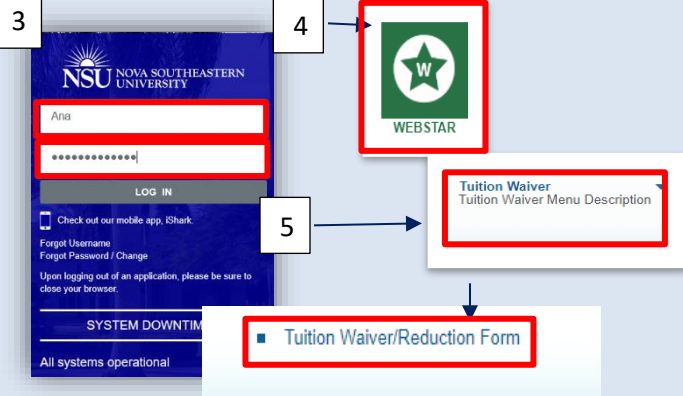 3
NSU NOVA SOUTHEASTERN
UNIVERSITY
Ana
LOG IN
Check out our mobile app, iShark.
Forgot Username
Forgot Password / Change
Upon logging out of an application, please be sure to
close your browser.
SYSTEM DOWNTIM
All systems operational
4
W
WEBSTAR
5
Tuition Waiver
Tuition Waiver Menu Description
Tuition Waiver/Reduction Form